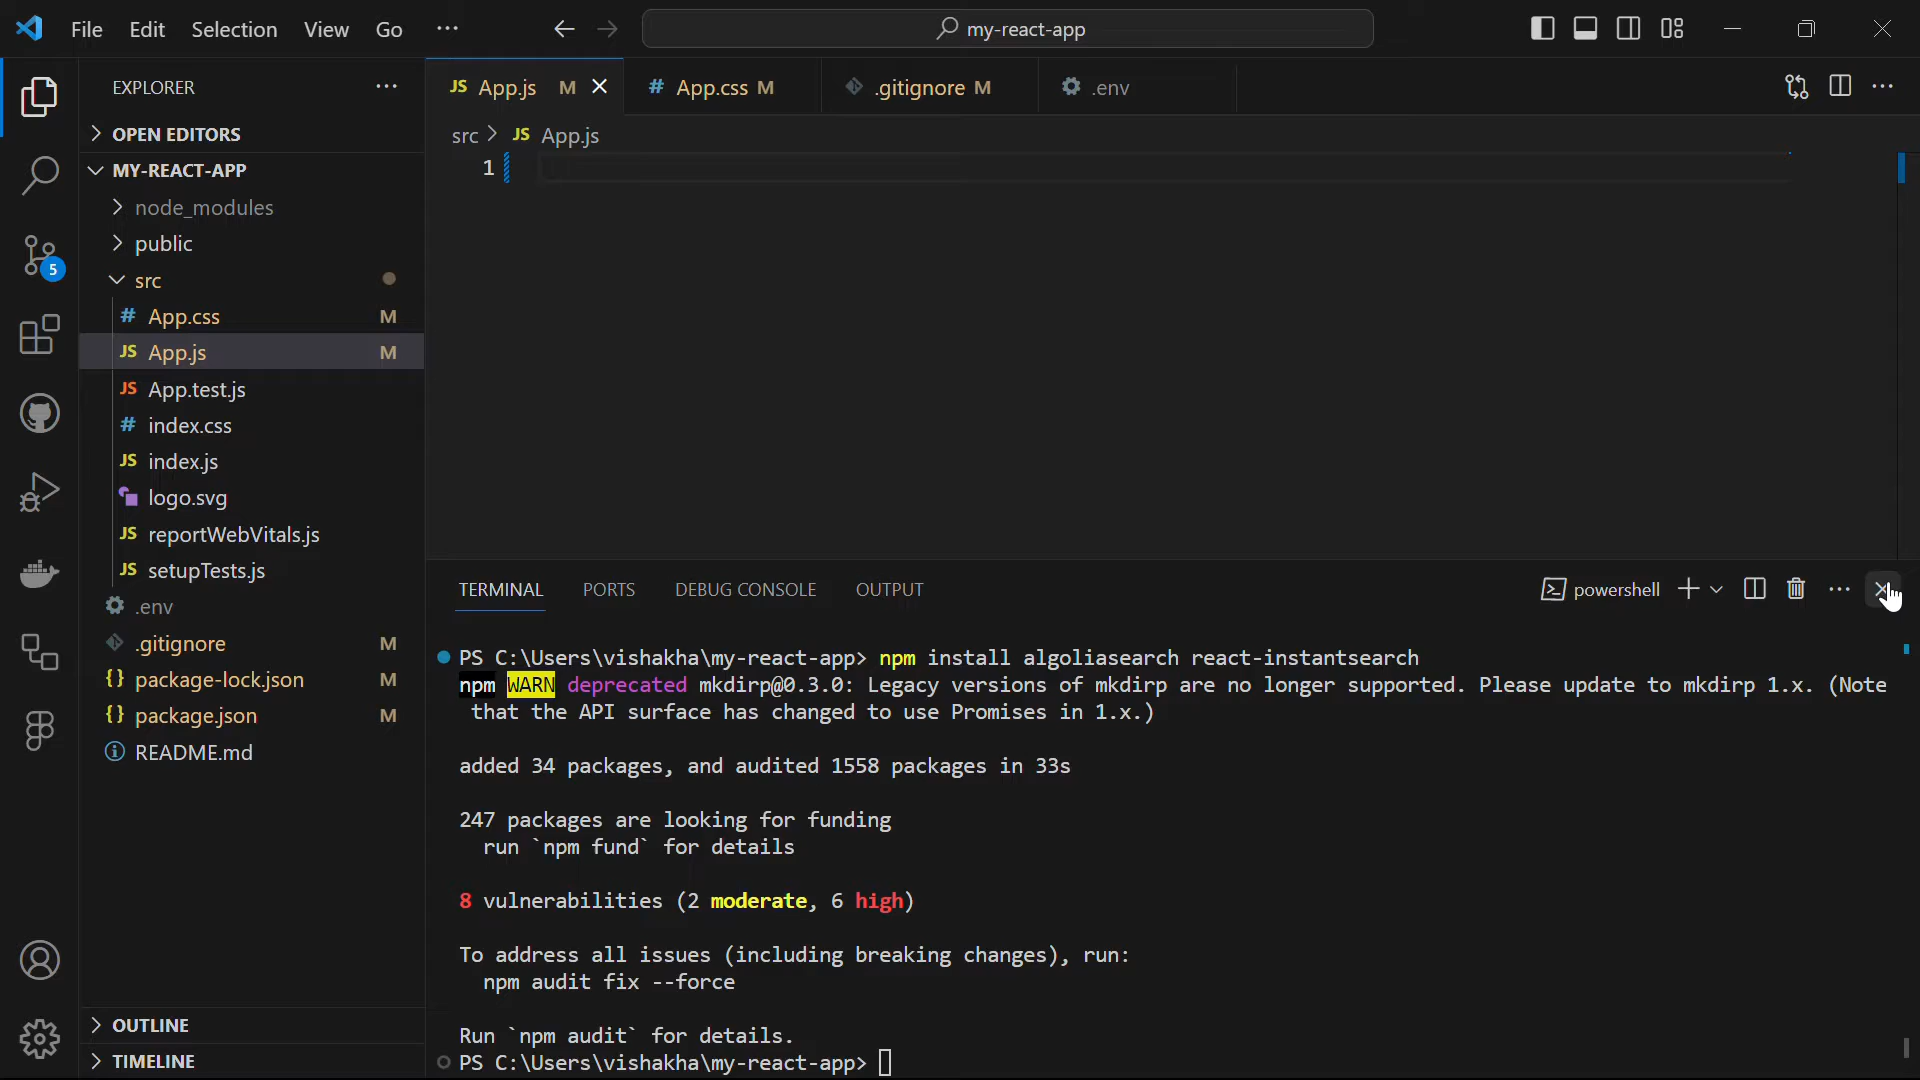 File Edit Selection View Go ···
my-react-app
EXPLORER ···
OPEN EDITORS
MY-REACT-APP
node_modules
public
src
# App.css M
JS App.js M
JS App.test.js
# index.css
JS index.js
logo.svg
JS reportWebVitals.js
JS setupTests.js
.env
.gitignore M
{} package-lock.json M
{} package.json M
README.md
OUTLINE
TIMELINE
5
JS App.js M
# App.css M
.gitignore M
.env
···
src > JS App.js
1
TERMINAL PORTS DEBUG CONSOLE OUTPUT
powershell
···
PS C:\Users\vishakha\my-react-app> npm install algoliasearch react-instantsearch
npm WARN deprecated mkdirp@0.3.0: Legacy versions of mkdirp are no longer supported. Please update to mkdirp 1.x. (Note
that the API surface has changed to use Promises in 1.x.)
added 34 packages, and audited 1558 packages in 33s
247 packages are looking for funding
run `npm fund` for details
8 vulnerabilities (2 moderate, 6 high)
To address all issues (including breaking changes), run:
npm audit fix --force
Run `npm audit` for details.
PS C:\Users\vishakha\my-react-app>